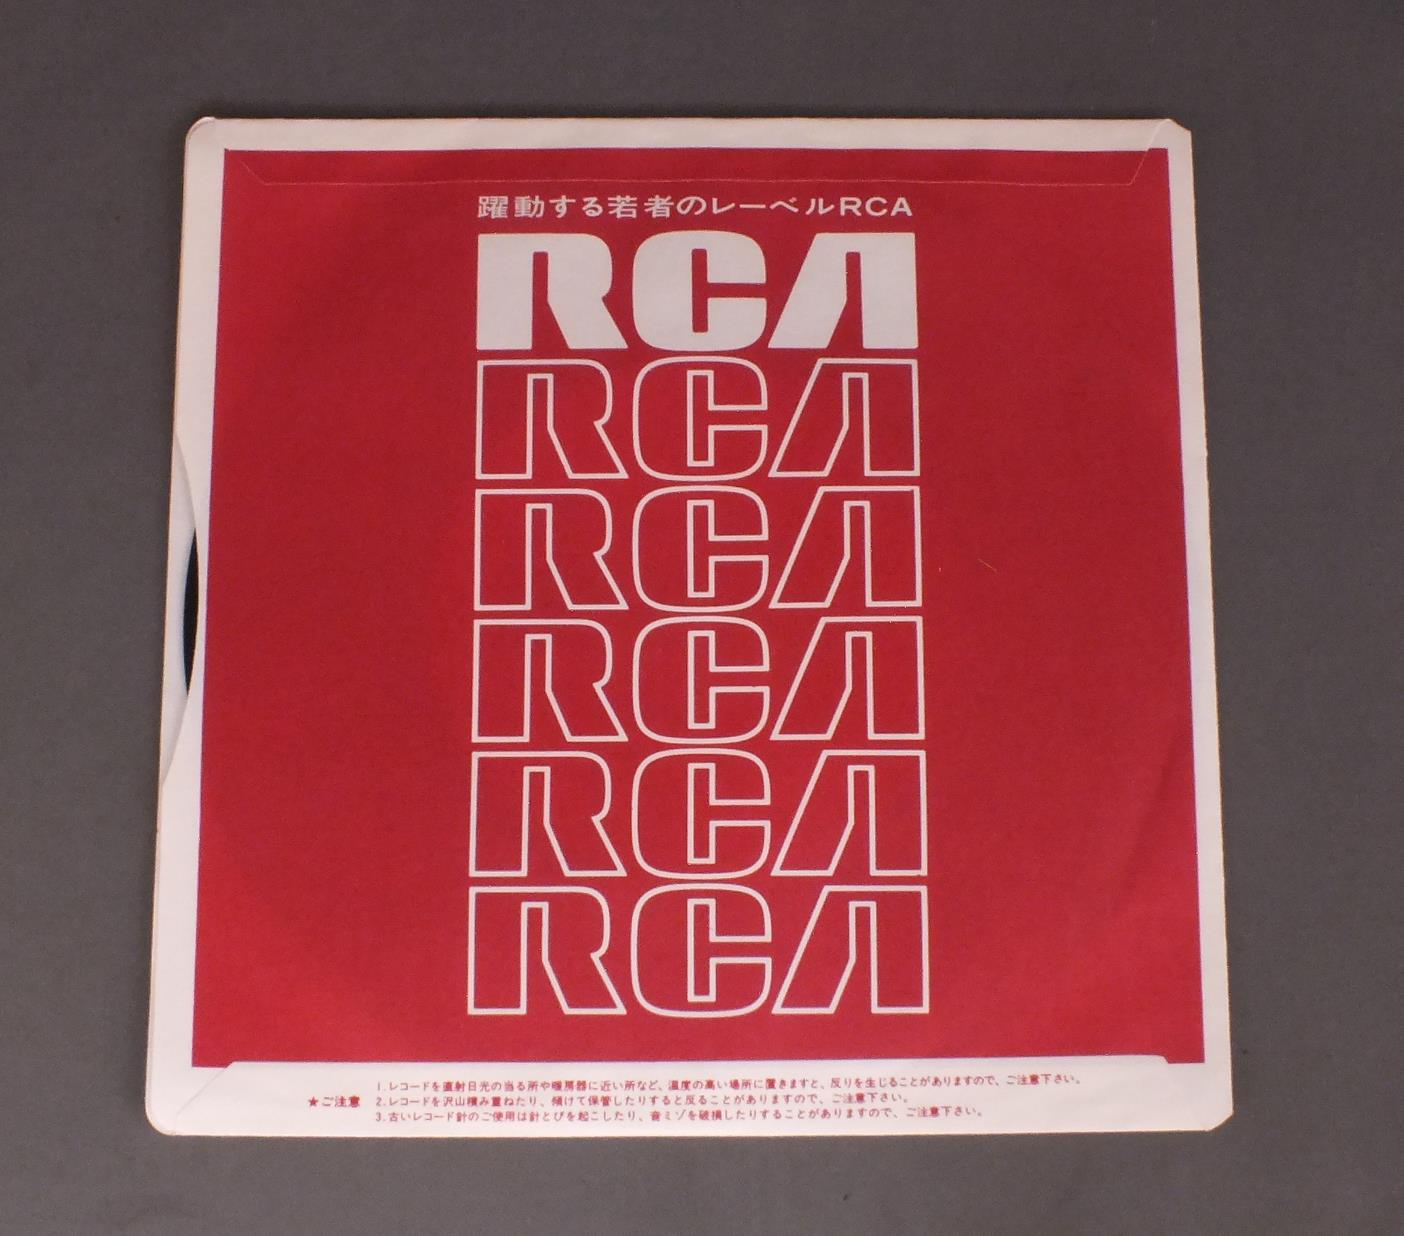 躍動する若者のレーベルRCA
RCA
RCA
RCA
RCA
RCA
RCA
★ご注意
1.レコードを直射日光の当る所や暖房器に近い所など、温度の高い場所に置きますと、反りを生じることがありますので、ご注意下さい。
2.レコードを沢山積み重ねたり、傾けて保管したりすると反ることがありますので、ご注意下さい。
3.古いレコード針のご使用は針とびを起こしたり、音ミゾを破損したりすることがありますので、ご注意下さい。